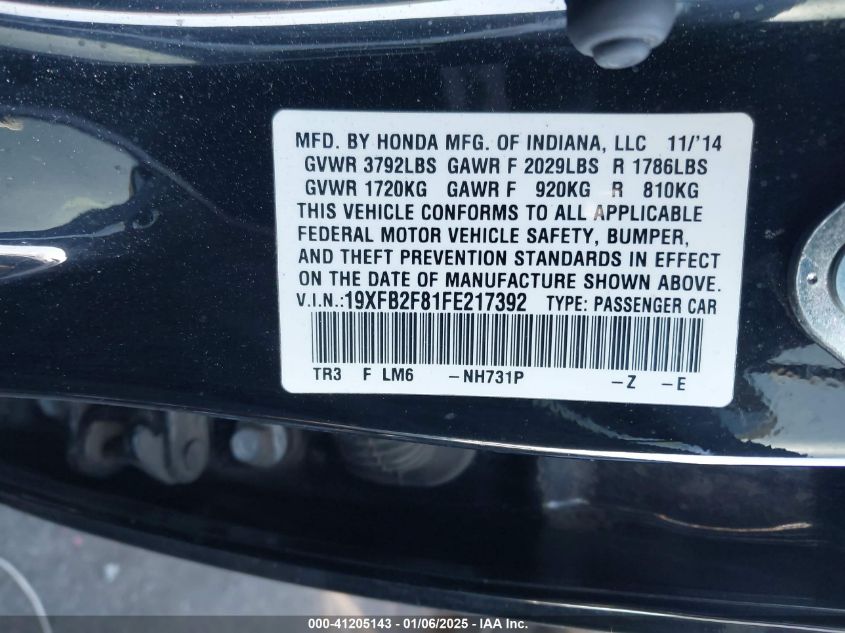 MFD. BY HONDA MFG. OF INDIANA, LLC 11/'14
GVWR 3792LBS GAWR F 2029LBS R 1786LBS
GVWR 1720KG GAWR F 920KG R 810KG
THIS VEHICLE CONFORMS TO ALL APPLICABLE
FEDERAL MOTOR VEHICLE SAFETY, BUMPER,
AND THEFT PREVENTION STANDARDS IN EFFECT
ON THE DATE OF MANUFACTURE SHOWN ABOVE.
V.I.N.:19XFB2F81FE217392 TYPE: PASSENGER CAR
TR3 F LM6 -NH731P -Z -E
000-41205143 - 01/06/2025 - IAAI.COM